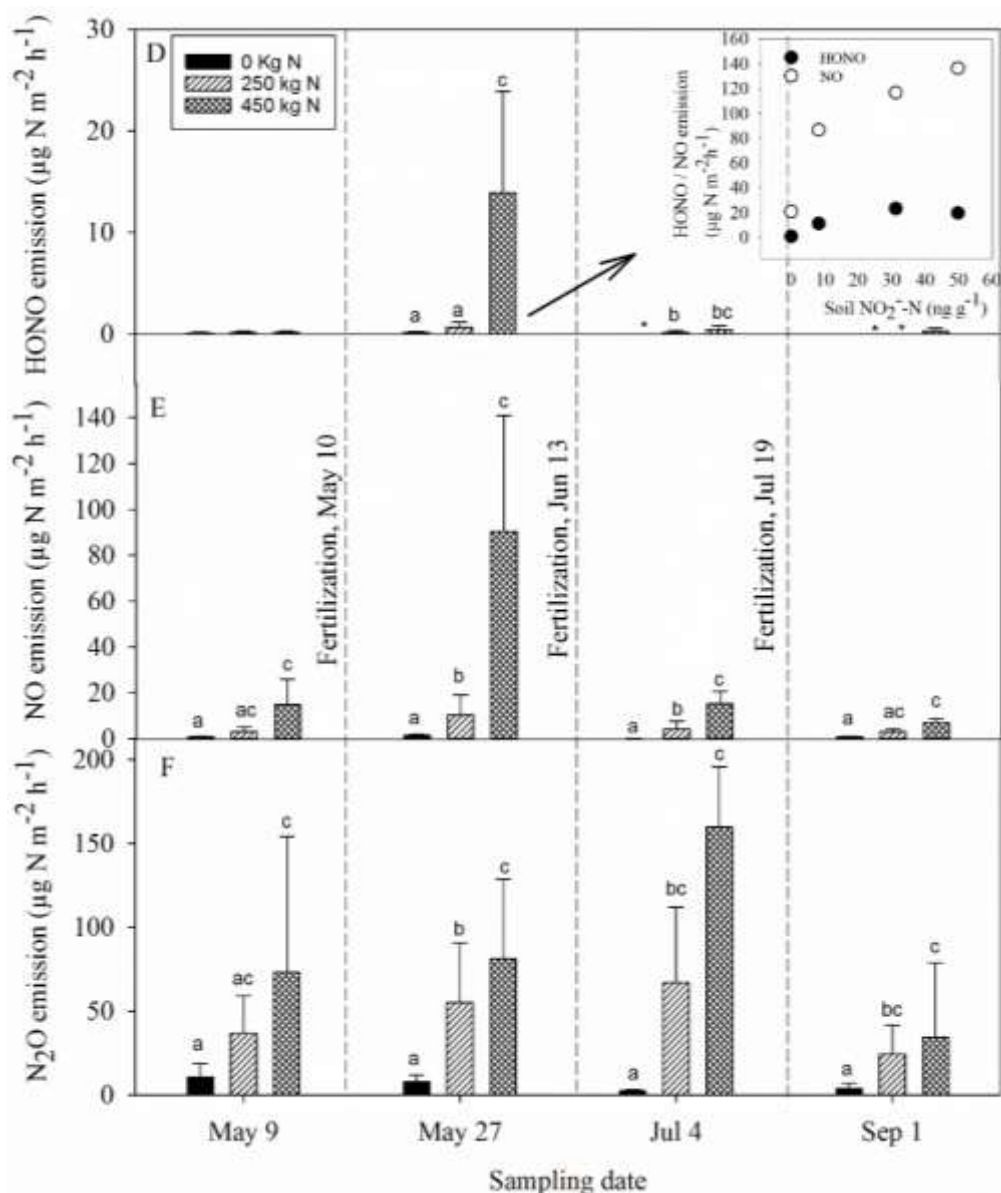 D
0 Kg N
250 kg N
450 kg N
HONO emission (µg N m⁻² h⁻¹)
30
20
10
0
a
a
c
*
b
bc
*
*
HONO
NO
HONO / NO emission
(µg N m⁻²h⁻¹)
160
140
120
100
80
60
40
20
0
0 10 20 30 40 50 60
Soil NO₂⁻-N (ng g⁻¹)
E
NO emission (µg N m⁻² h⁻¹)
140
120
100
80
60
40
20
0
a
ac
c
Fertilization, May 10
a
b
c
Fertilization, Jun 13
a
b
c
Fertilization, Jul 19
a
ac
c
F
N₂O emission (µg N m⁻² h⁻¹)
200
150
100
50
0
a
ac
c
a
b
c
a
bc
c
a
bc
c
May 9 May 27 Jul 4 Sep 1
Sampling date